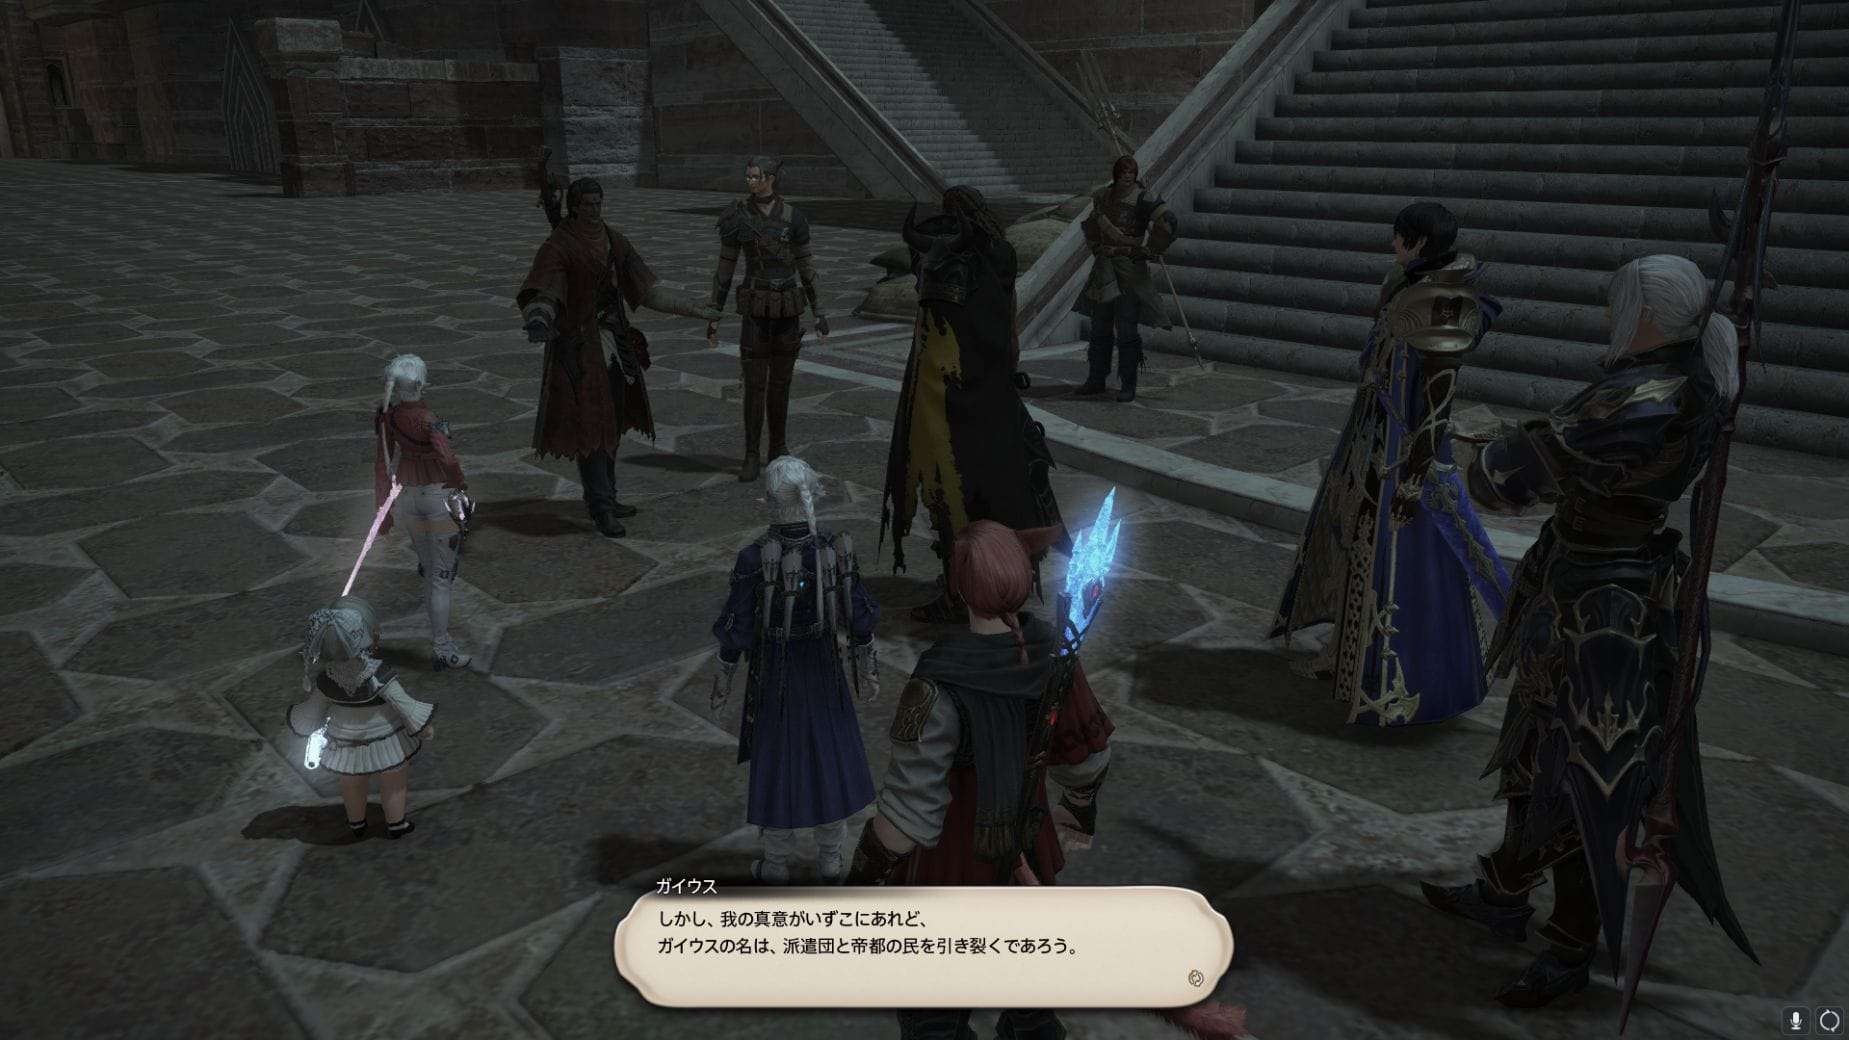 ガイウス
しかし、我の真意がいずこにあれど、
ガイウスの名は、派遣団と帝都の民を引き裂くであろう。